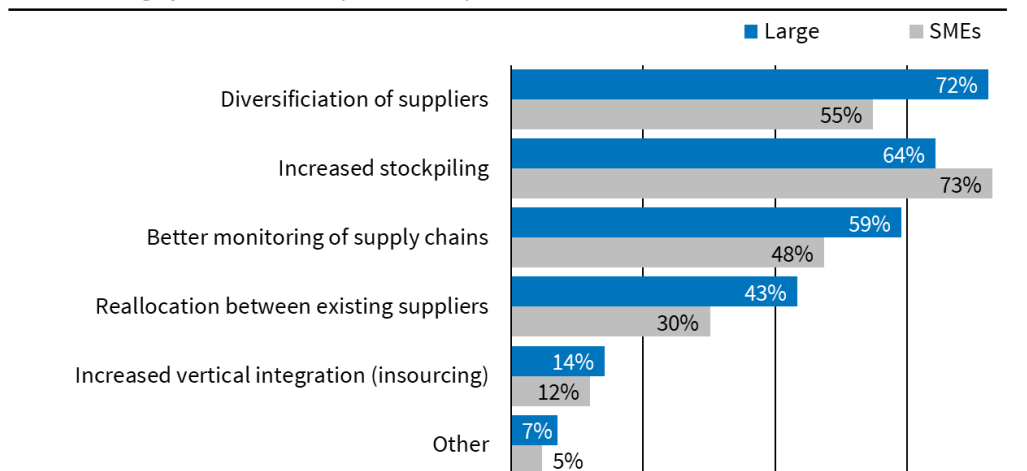 Large SMEs
Diversificiation of suppliers 72%
55%
Increased stockpiling 64%
73%
Better monitoring of supply chains 59%
48%
Reallocation between existing suppliers 43%
30%
Increased vertical integration (insourcing) 14%
12%
Other 7%
5%